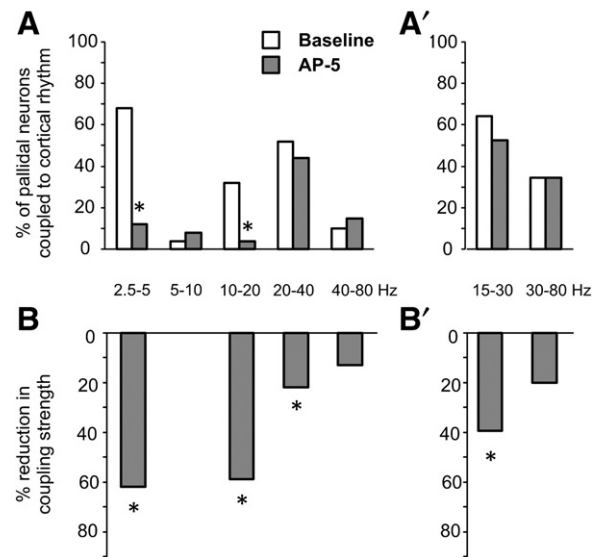 A
A′
Baseline
AP-5
% of pallidal neurons
coupled to cortical rhythm
100
80
60
40
20
0
*
*
100
80
60
40
20
0
2.5-5 5-10 10-20 20-40 40-80 Hz
15-30 30-80 Hz
B
B′
% reduction in
coupling strength
0
20
40
60
80
*
*
*
0
20
40
60
80
*